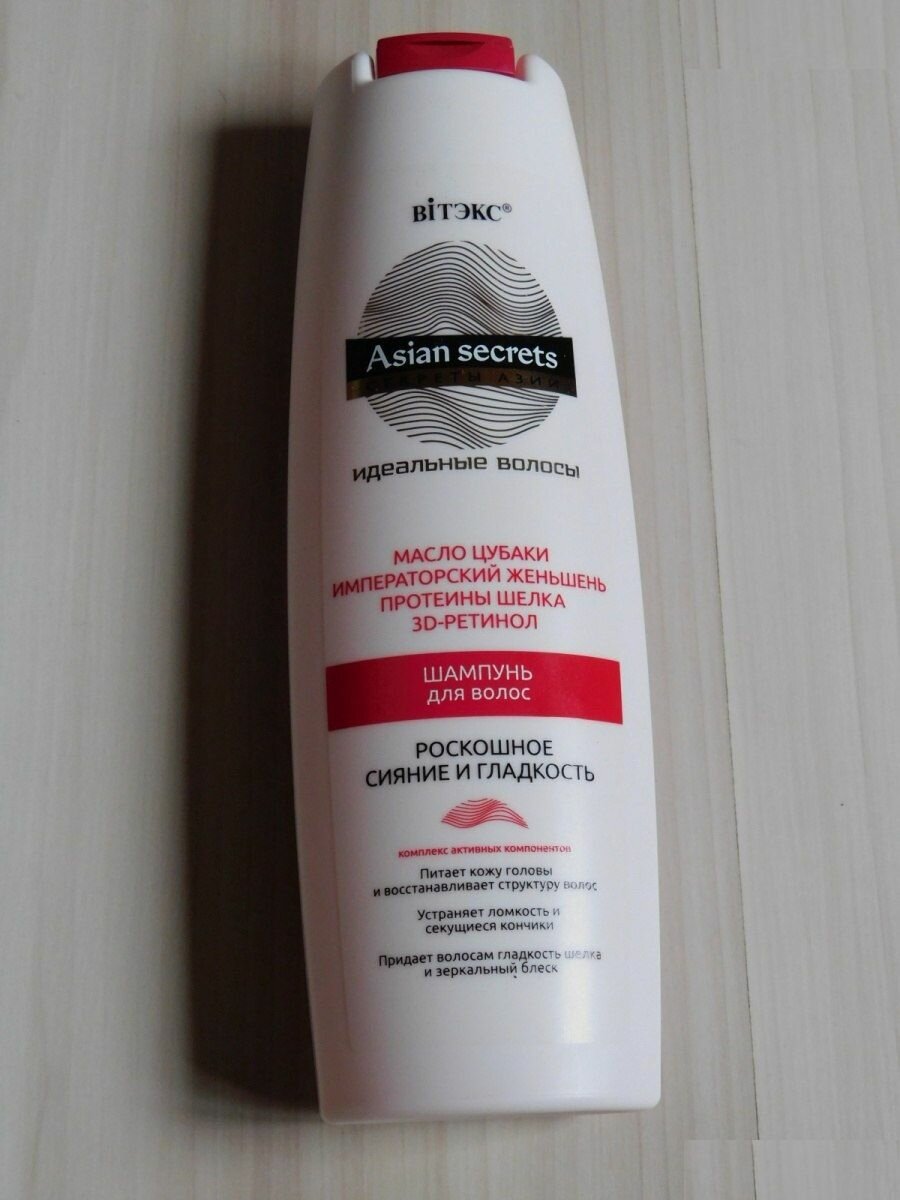 ВіТЭКС®
Asian secrets
СЕКРЕТЫ АЗИИ
идеальные волосы
МАСЛО ЦУБАКИ
ИМПЕРАТОРСКИЙ ЖЕНЬШЕНЬ
ПРОТЕИНЫ ШЕЛКА
3D-РЕТИНОЛ
ШАМПУНЬ
для волос
РОСКОШНОЕ
СИЯНИЕ И ГЛАДКОСТЬ
комплекс активных компонентов
Питает кожу головы
и восстанавливает структуру волос
Устраняет ломкость и
секущиеся кончики
Придает волосам гладкость шелка
и зеркальный блеск